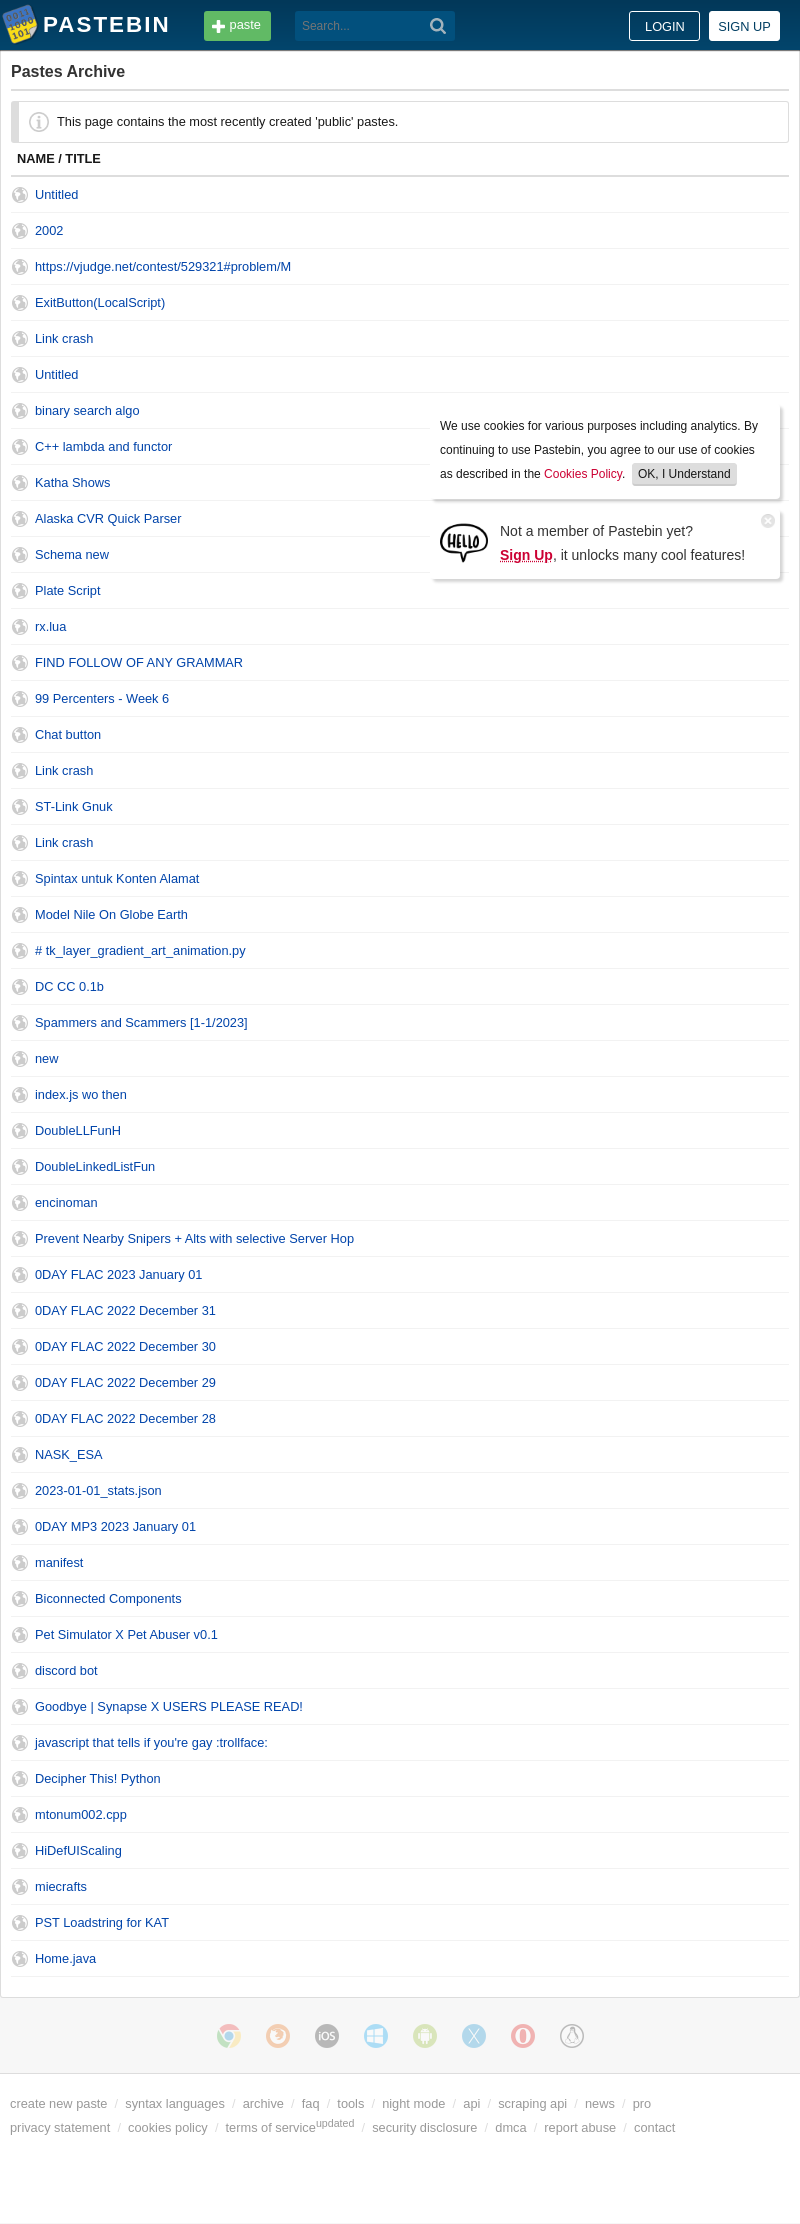 PASTEBIN
paste
Search...
LOGIN
SIGN UP
Pastes Archive
This page contains the most recently created 'public' pastes.
NAME / TITLE
Untitled
2002
https://vjudge.net/contest/529321#problem/M
ExitButton(LocalScript)
Link crash
Untitled
binary search algo
C++ lambda and functor
Katha Shows
Alaska CVR Quick Parser
Schema new
Plate Script
rx.lua
FIND FOLLOW OF ANY GRAMMAR
99 Percenters - Week 6
Chat button
Link crash
ST-Link Gnuk
Link crash
Spintax untuk Konten Alamat
Model Nile On Globe Earth
# tk_layer_gradient_art_animation.py
DC CC 0.1b
Spammers and Scammers [1-1/2023]
new
index.js wo then
DoubleLLFunH
DoubleLinkedListFun
encinoman
Prevent Nearby Snipers + Alts with selective Server Hop
0DAY FLAC 2023 January 01
0DAY FLAC 2022 December 31
0DAY FLAC 2022 December 30
0DAY FLAC 2022 December 29
0DAY FLAC 2022 December 28
NASK_ESA
2023-01-01_stats.json
0DAY MP3 2023 January 01
manifest
Biconnected Components
Pet Simulator X Pet Abuser v0.1
discord bot
Goodbye | Synapse X USERS PLEASE READ!
javascript that tells if you're gay :trollface:
Decipher This! Python
mtonum002.cpp
HiDefUIScaling
miecrafts
PST Loadstring for KAT
Home.java
We use cookies for various purposes including analytics. By
continuing to use Pastebin, you agree to our use of cookies
as described in the Cookies Policy. OK, I Understand
HELLO
Not a member of Pastebin yet?
Sign Up, it unlocks many cool features!
iOS
create new paste / syntax languages / archive / faq / tools / night mode / api / scraping api / news / pro
privacy statement / cookies policy / terms of serviceupdated / security disclosure / dmca / report abuse / contact